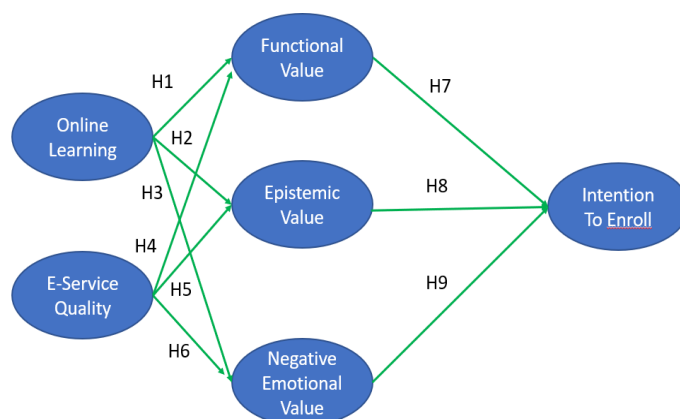 Functional
Value
H1
H7
Online
Learning
H2
H3
Epistemic
Value
H8
Intention
To Enroll
H4
E-Service
Quality
H5
H9
H6
Negative
Emotional
Value